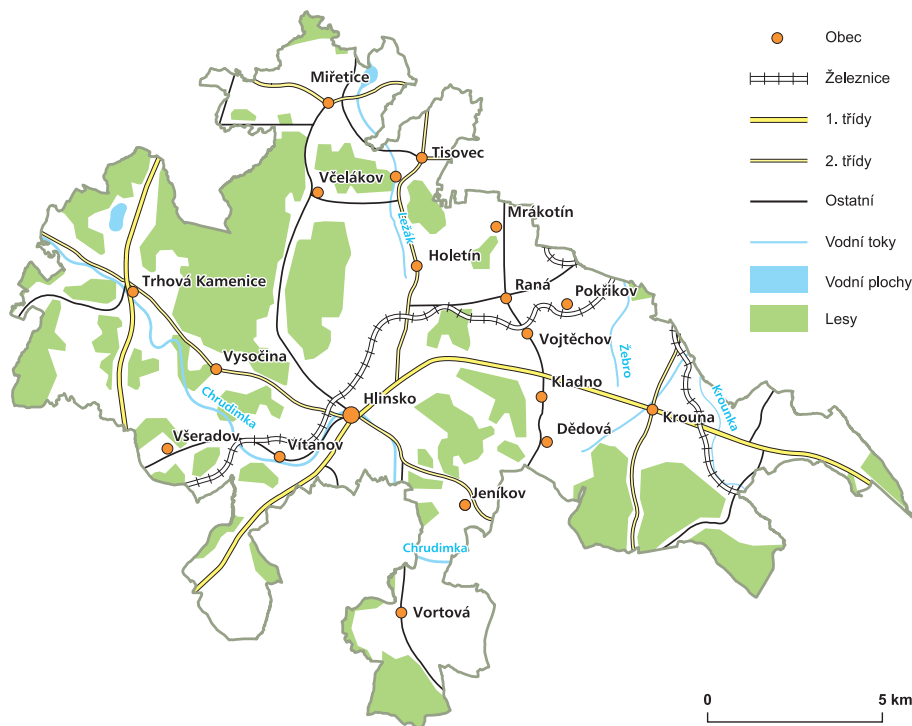 Obec
Železnice
1. třídy
2. třídy
Ostatní
Vodní toky
Vodní plochy
Lesy
Miřetice
Tisovec
Včelákov
Ležák
Mrákotín
Holetín
Trhová Kamenice
Raná
Pokřikov
Vojtěchov
Vysočina
Žebro
Kladno
Chrudimka
Hlinsko
Krounka
Krouna
Všeradov
Vítanov
Dědová
Jeníkov
Chrudimka
Vortová
0 5 km